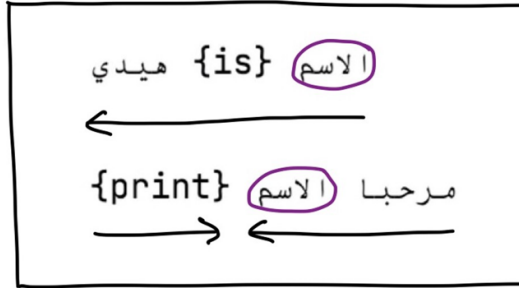 الاسم {is} هيدي
{print} مرحبا الاسم